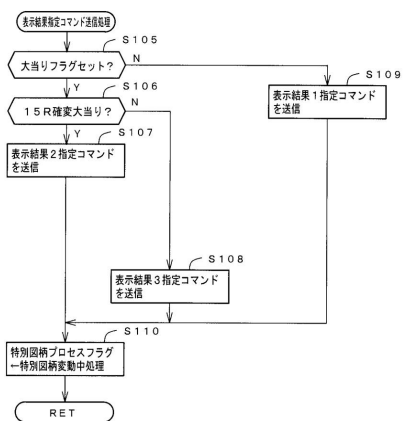 表示結果指定コマンド送信処理
S105
大当りフラグセット?
N
Y
S106
15R確変大当り?
N
Y
S107
表示結果2指定コマンド
を送信
S109
表示結果1指定コマンド
を送信
S108
表示結果3指定コマンド
を送信
S110
特別図柄プロセスフラグ
←特別図柄変動中処理
RET